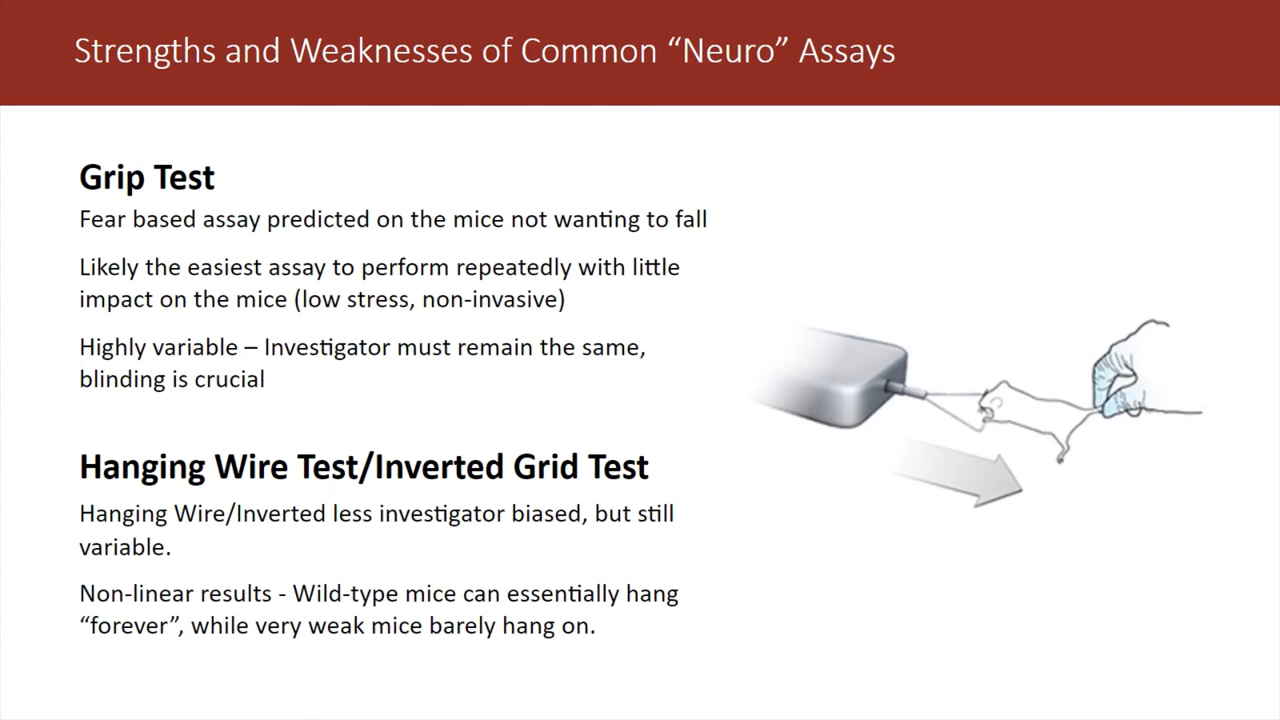 Strengths and Weaknesses of Common “Neuro” Assays
Grip Test
Fear based assay predicted on the mice not wanting to fall
Likely the easiest assay to perform repeatedly with little
impact on the mice (low stress, non-invasive)
Highly variable – Investigator must remain the same,
blinding is crucial
Hanging Wire Test/Inverted Grid Test
Hanging Wire/Inverted less investigator biased, but still
variable.
Non-linear results - Wild-type mice can essentially hang
“forever”, while very weak mice barely hang on.